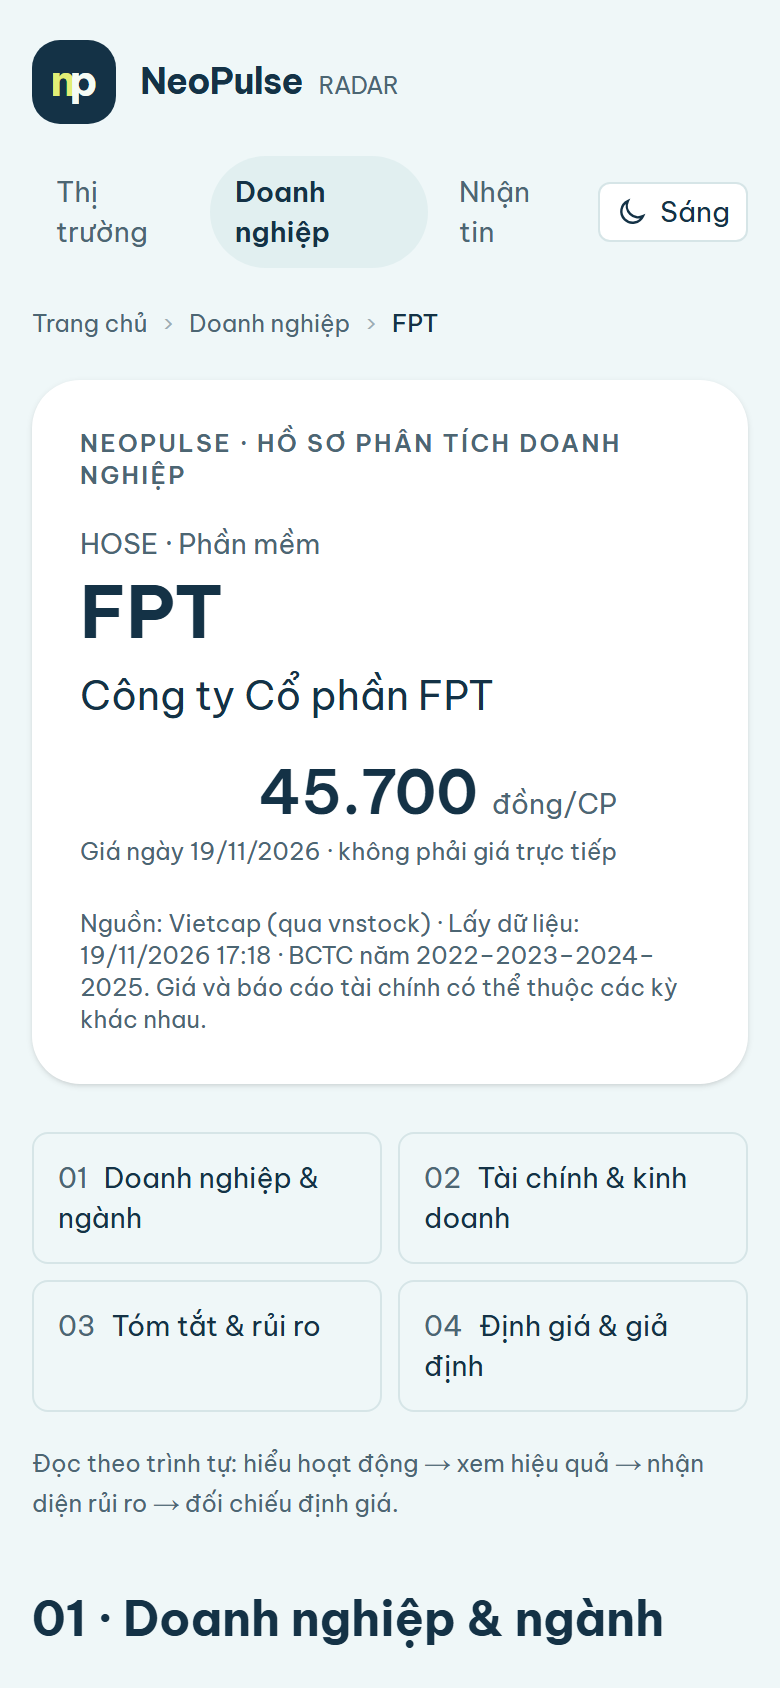 np NeoPulse RADAR
Thị trường
Doanh nghiệp
Nhận tin
Sáng
Trang chủ › Doanh nghiệp › FPT
NEOPULSE · HỒ SƠ PHÂN TÍCH DOANH
NGHIỆP
HOSE · Phần mềm
FPT
Công ty Cổ phần FPT
45.700 đồng/CP
Giá ngày 19/11/2026 · không phải giá trực tiếp
Nguồn: Vietcap (qua vnstock) · Lấy dữ liệu:
19/11/2026 17:18 · BCTC năm 2022–2023–2024–
2025. Giá và báo cáo tài chính có thể thuộc các kỳ
khác nhau.
01 Doanh nghiệp &
ngành
02 Tài chính & kinh
doanh
03 Tóm tắt & rủi ro
04 Định giá & giả
định
Đọc theo trình tự: hiểu hoạt động → xem hiệu quả → nhận
diện rủi ro → đối chiếu định giá.
01 · Doanh nghiệp & ngành